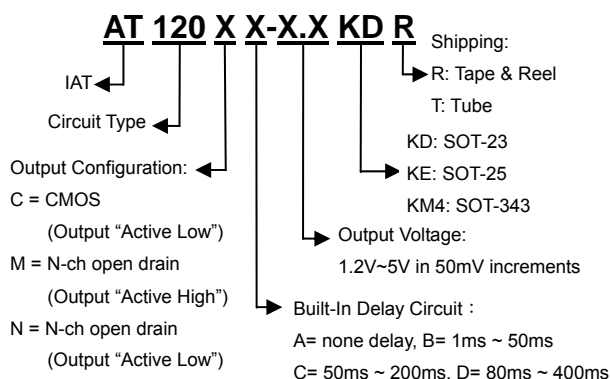 AT 120 X X-X.X KD R
Shipping:
R: Tape & Reel
T: Tube
IAT
Circuit Type
KD: SOT-23
KE: SOT-25
KM4: SOT-343
Output Configuration:
C = CMOS
(Output “Active Low”)
M = N-ch open drain
(Output “Active High”)
N = N-ch open drain
(Output “Active Low”)
Output Voltage:
1.2V~5V in 50mV increments
Built-In Delay Circuit：
A= none delay, B= 1ms ~ 50ms
C= 50ms ~ 200ms, D= 80ms ~ 400ms